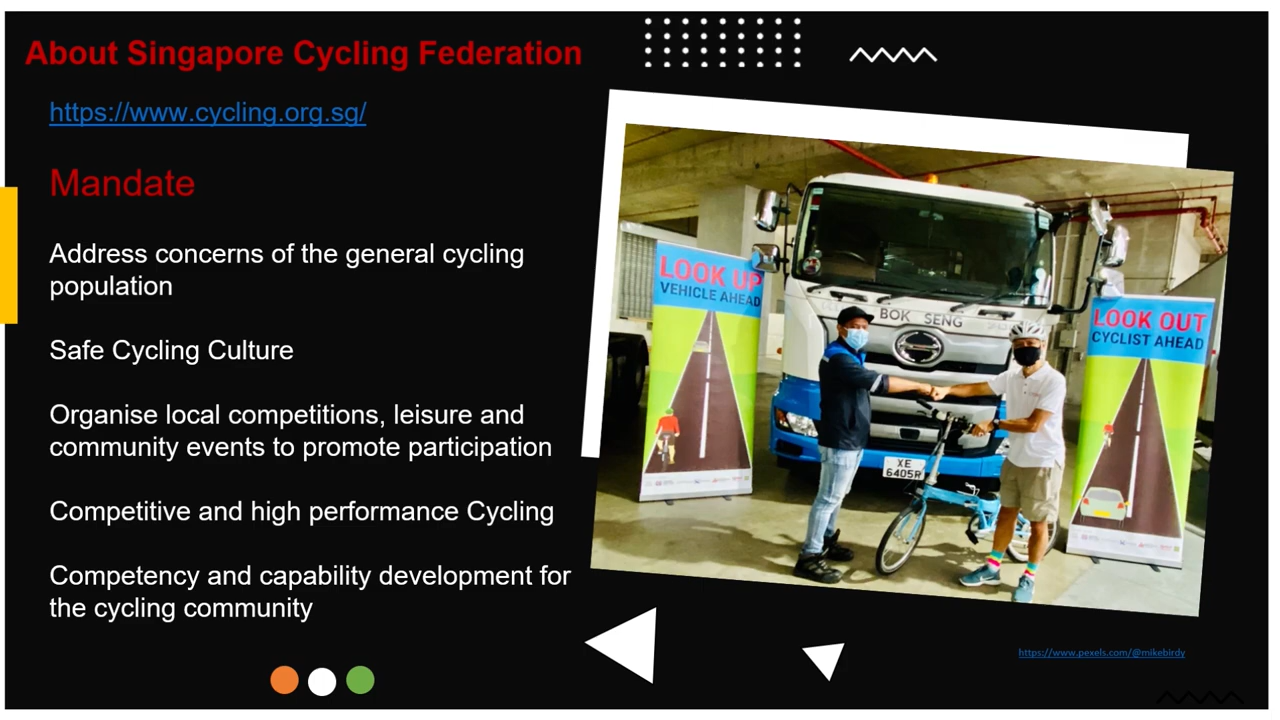 About Singapore Cycling Federation
https://www.cycling.org.sg/
Mandate
Address concerns of the general cycling
population
Safe Cycling Culture
Organise local competitions, leisure and
community events to promote participation
Competitive and high performance Cycling
Competency and capability development for
the cycling community
LOOK UP
VEHICLE AHEAD
BOK SENG
XE
6405R
LOOK OUT
CYCLIST AHEAD
https://www.pexels.com/@mikebirdy